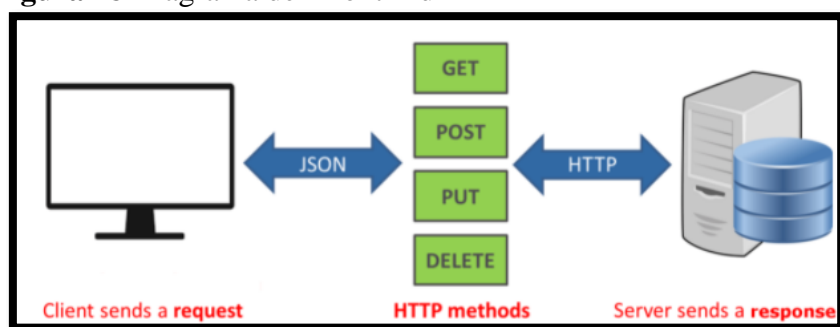 GET
POST
JSON
HTTP
PUT
DELETE
Client sends a request
HTTP methods
Server sends a response